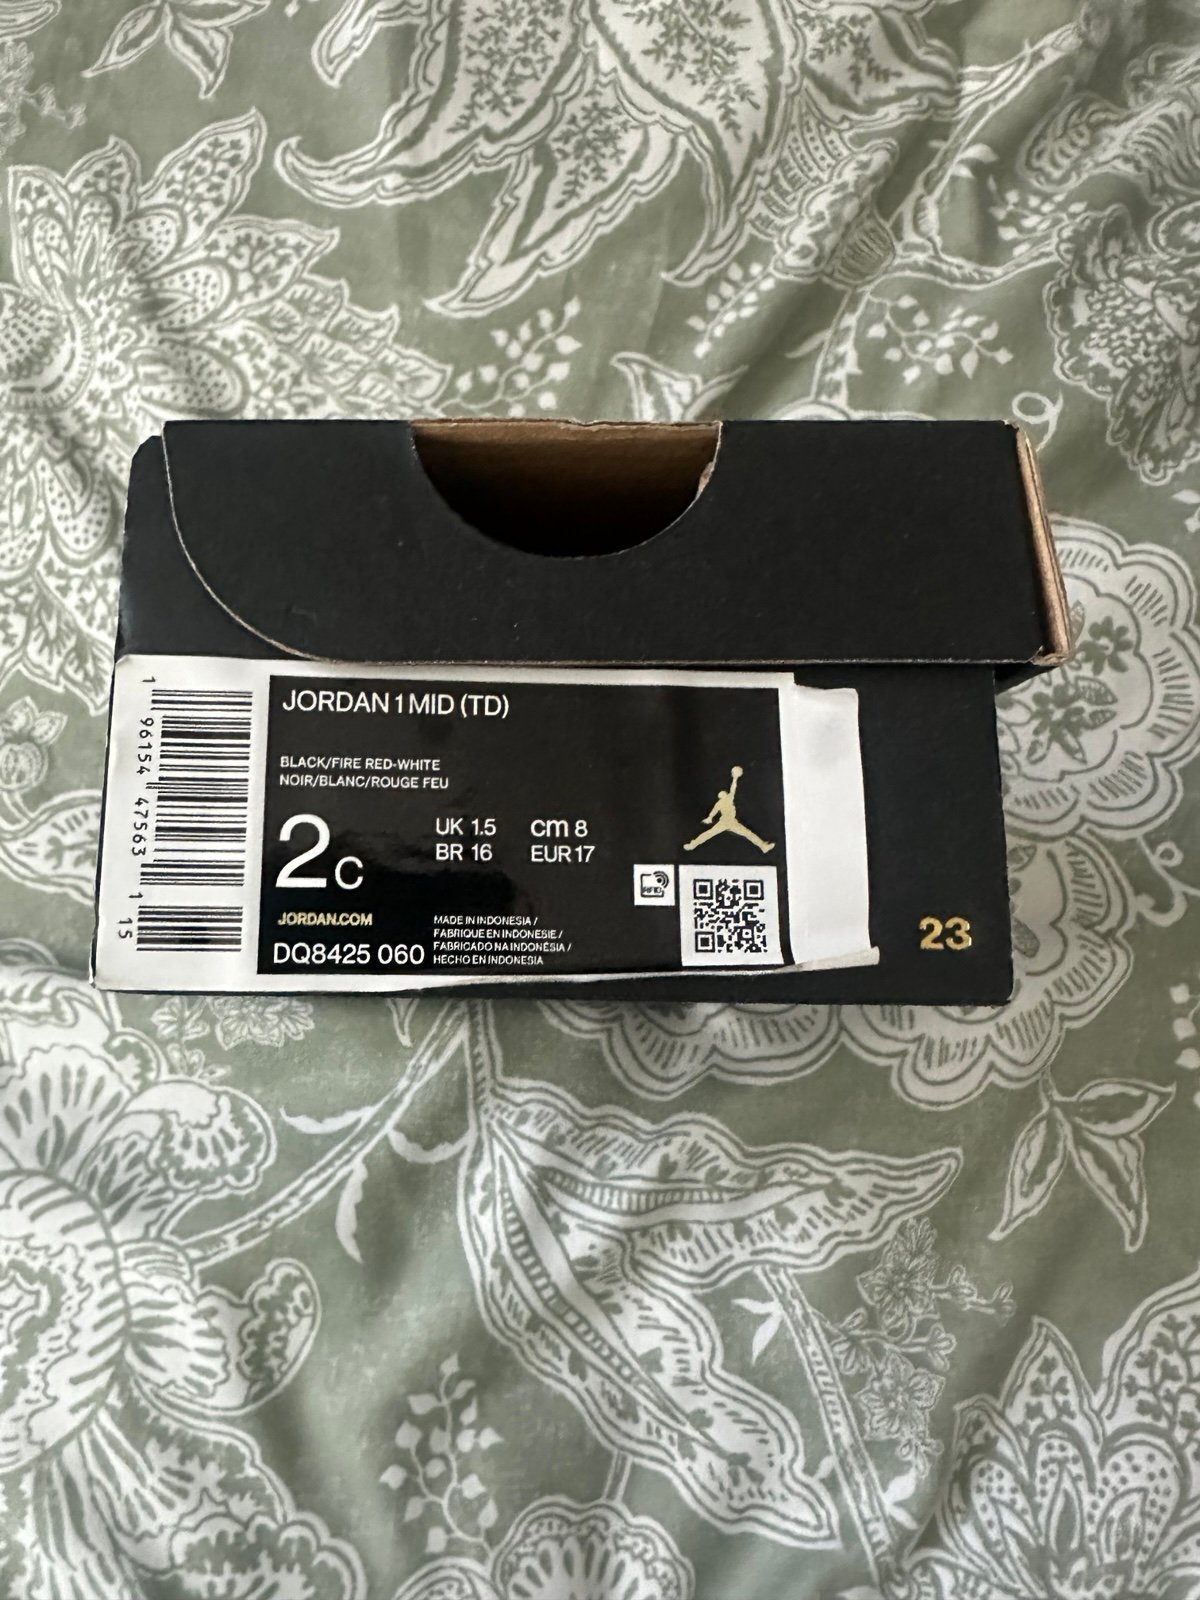 JORDAN 1 MID (TD)
BLACK/FIRE RED-WHITE
NOIR/BLANC/ROUGE FEU
2C
UK 1.5
cm 8
BR 16
EUR 17
RFID
JORDAN.COM
DQ8425 060
MADE IN INDONESIA /
FABRIQUE EN INDONESIE /
FABRICADO NA INDONÉSIA /
HECHO EN INDONESIA
1 96154 47563 1 15
23